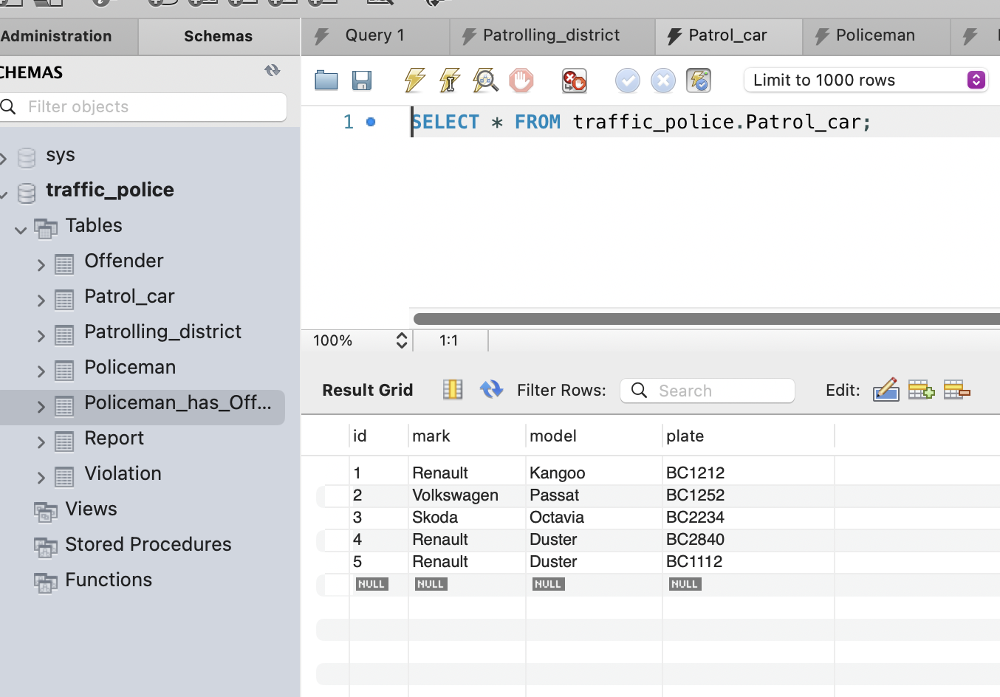 Administration
Schemas
Query 1
Patrolling_district
Patrol_car
Policeman
CHEMAS
Filter objects
Limit to 1000 rows
1
SELECT * FROM traffic_police.Patrol_car;
sys
traffic_police
Tables
Offender
Patrol_car
Patrolling_district
Policeman
Policeman_has_Off...
Report
Violation
Views
Stored Procedures
Functions
100%
1:1
Result Grid
Filter Rows:
Search
Edit:
id mark model plate
1 Renault Kangoo BC1212
2 Volkswagen Passat BC1252
3 Skoda Octavia BC2234
4 Renault Duster BC2840
5 Renault Duster BC1112
NULL NULL NULL NULL